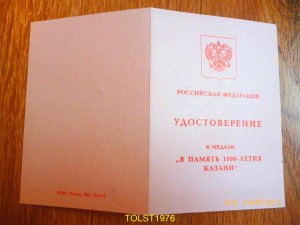 РОССИЙСКАЯ ФЕДЕРАЦИЯ
УДОСТОВЕРЕНИЕ
К МЕДАЛИ
„В ПАМЯТЬ 1000-ЛЕТИЯ
КАЗАНИ"
TOLST1976